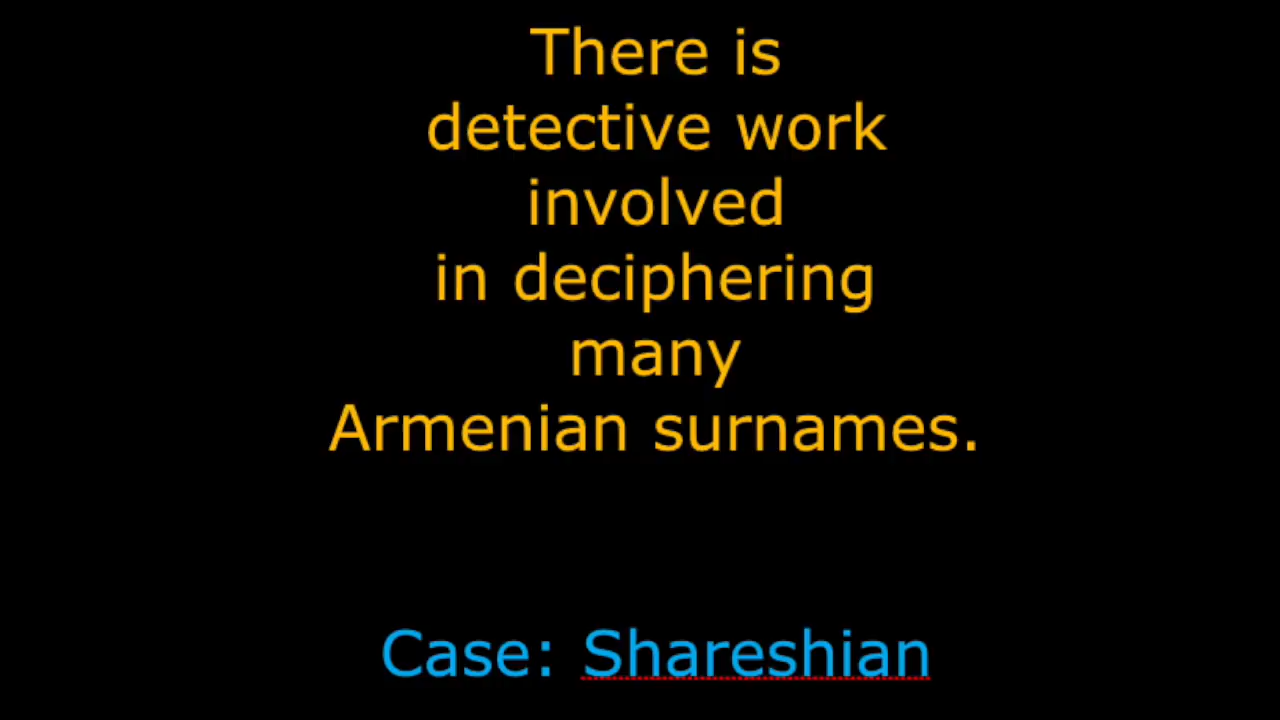 There is
detective work
involved
in deciphering
many
Armenian surnames.
Case: Shareshian